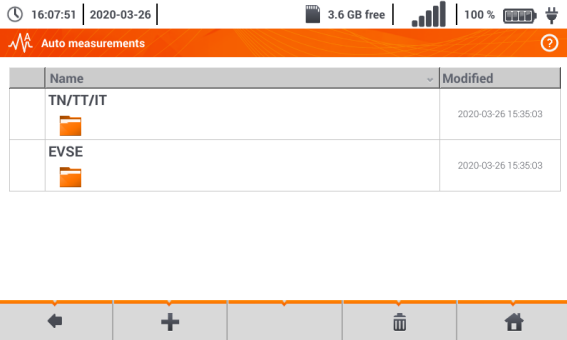 16:07:51 2020-03-26 3.6 GB free 100 %
A Auto measurements ?
Name Modified
TN/TT/IT
2020-03-26 15:35:03
EVSE
2020-03-26 15:35:03